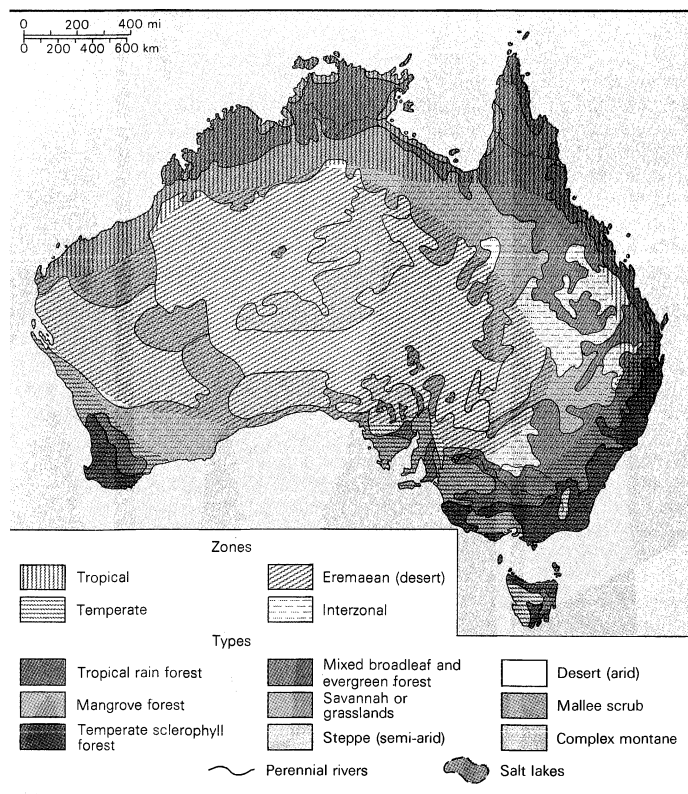 0 200 400 mi
0 200 400 600 km
Zones
Tropical
Eremaean (desert)
Temperate
Interzonal
Types
Tropical rain forest
Mixed broadleaf and
evergreen forest
Desert (arid)
Mangrove forest
Savannah or
grasslands
Mallee scrub
Temperate sclerophyll
forest
Steppe (semi-arid)
Complex montane
Perennial rivers
Salt lakes